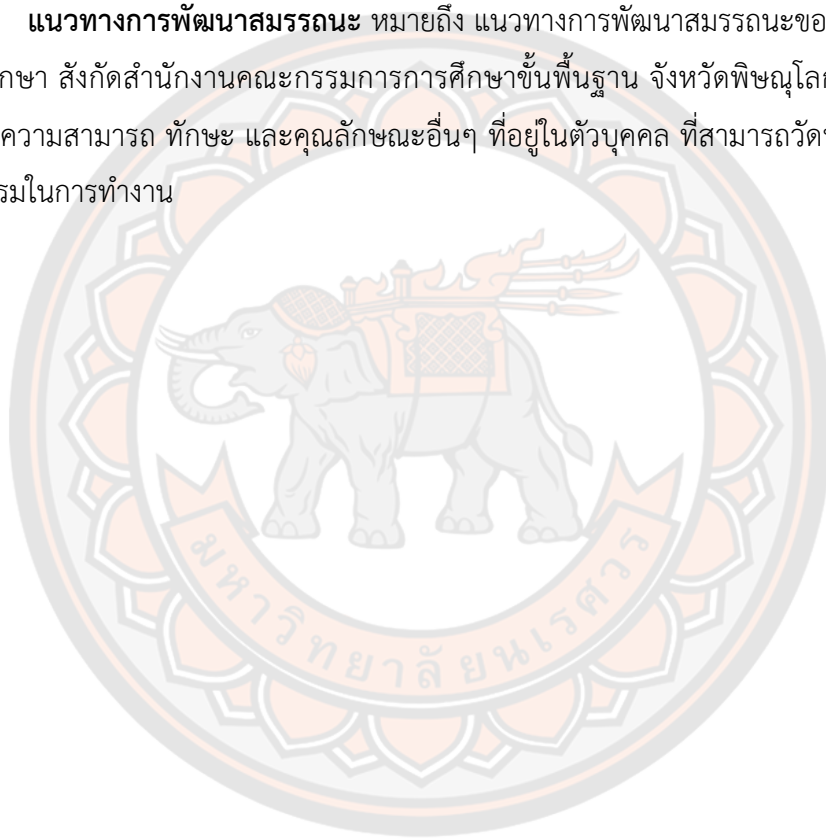 แนวทางการพัฒนาสมรรถนะ หมายถึง แนวทางการพัฒนาสมรรถนะขอ
กษา สังกัดสำนักงานคณะกรรมการการศึกษาขั้นพื้นฐาน จังหวัดพิษณุโลก
ความสามารถ ทักษะ และคุณลักษณะอื่นๆ ที่อยู่ในตัวบุคคล ที่สามารถวัด
รมในการทำงาน
มหาวิทยาลัยนเรศวร